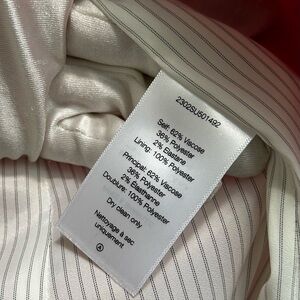 2302SU501492
Self: 62% Viscose
36% Polyester
2% Elastane
Lining: 100% Polyester
Principal: 62% Viscose
36% Polyester
2% Elasthanne
Doublure: 100% Polyester
Dry clean only
Nettoyage à sec
uniquement